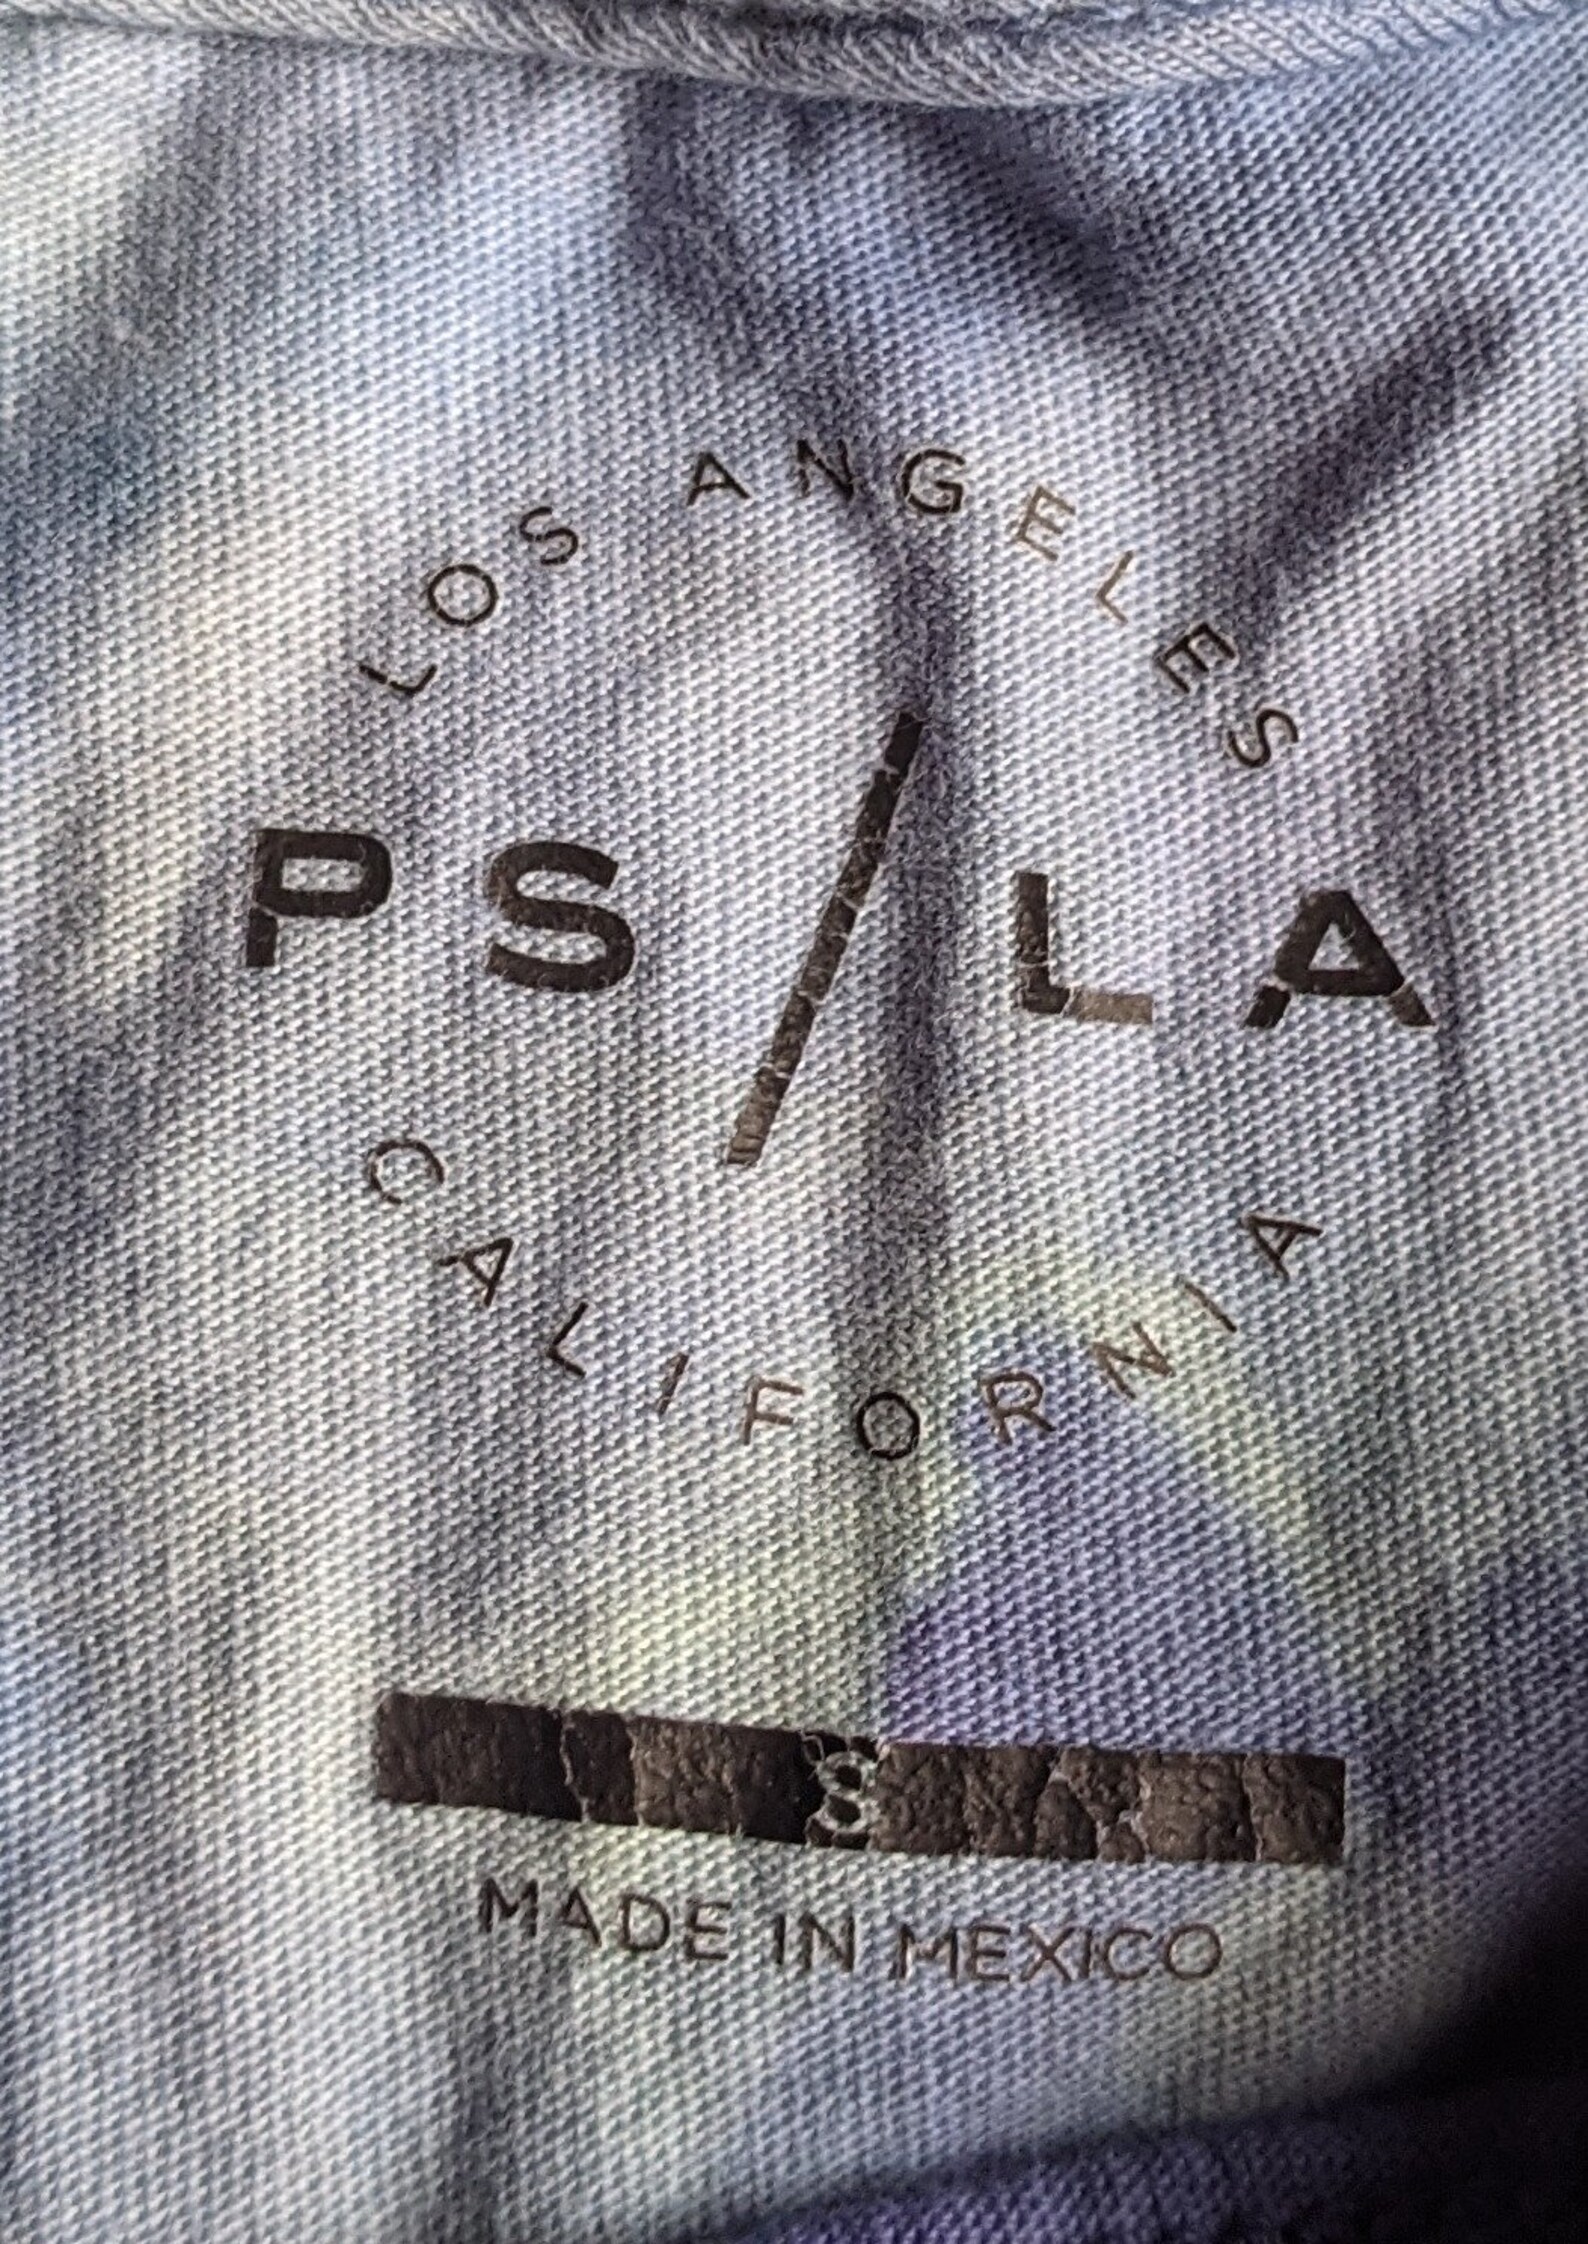 LOS ANGELES
PS/LA
CALIFORNIA
S
MADE IN MEXICO